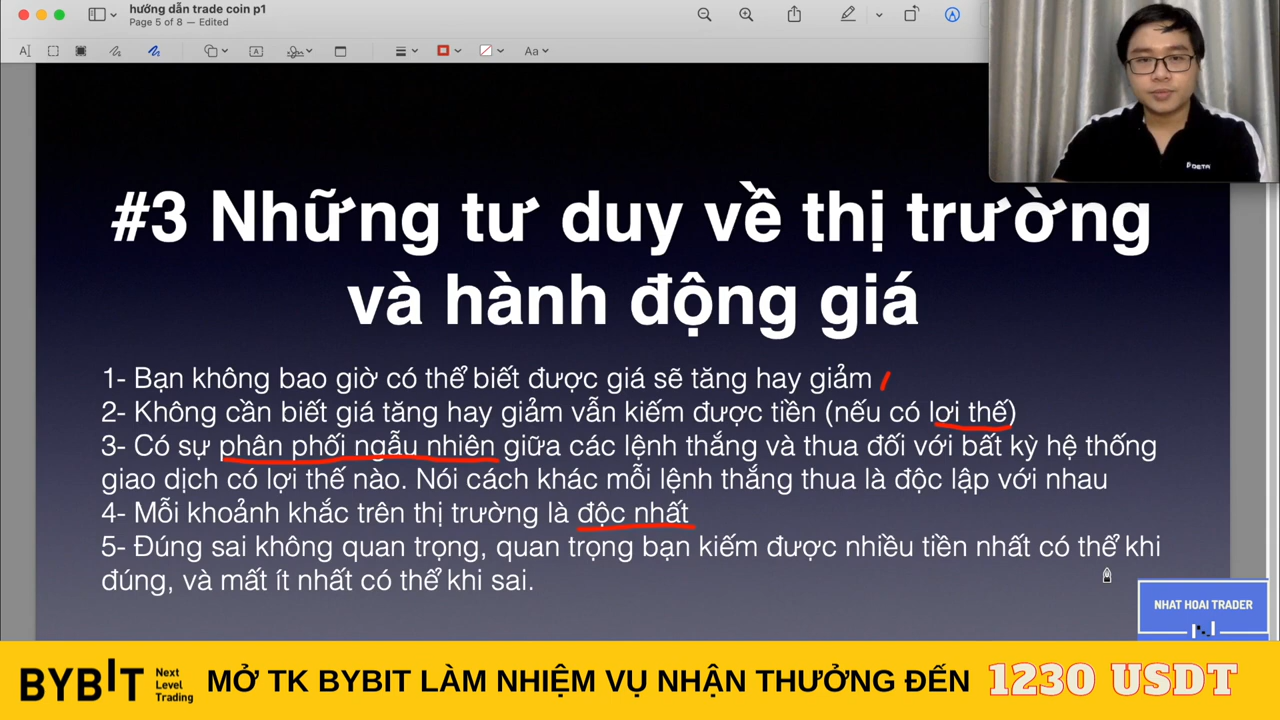 hướng dẫn trade coin p1
Page 5 of 8 — Edited
Aa
#3 Những tư duy về thị trường
và hành động giá
1- Bạn không bao giờ có thể biết được giá sẽ tăng hay giảm
2- Không cần biết giá tăng hay giảm vẫn kiếm được tiền (nếu có lợi thế)
3- Có sự phân phối ngẫu nhiên giữa các lệnh thắng và thua đối với bất kỳ hệ thống
giao dịch có lợi thế nào. Nói cách khác mỗi lệnh thắng thua là độc lập với nhau
4- Mỗi khoảnh khắc trên thị trường là độc nhất
5- Đúng sai không quan trọng, quan trọng bạn kiếm được nhiều tiền nhất có thể khi
đúng, và mất ít nhất có thể khi sai.
NHAT HOAI TRADER
BYBIT Next
Level
Trading
MỞ TK BYBIT LÀM NHIỆM VỤ NHẬN THƯỞNG ĐẾN 1230 USDT